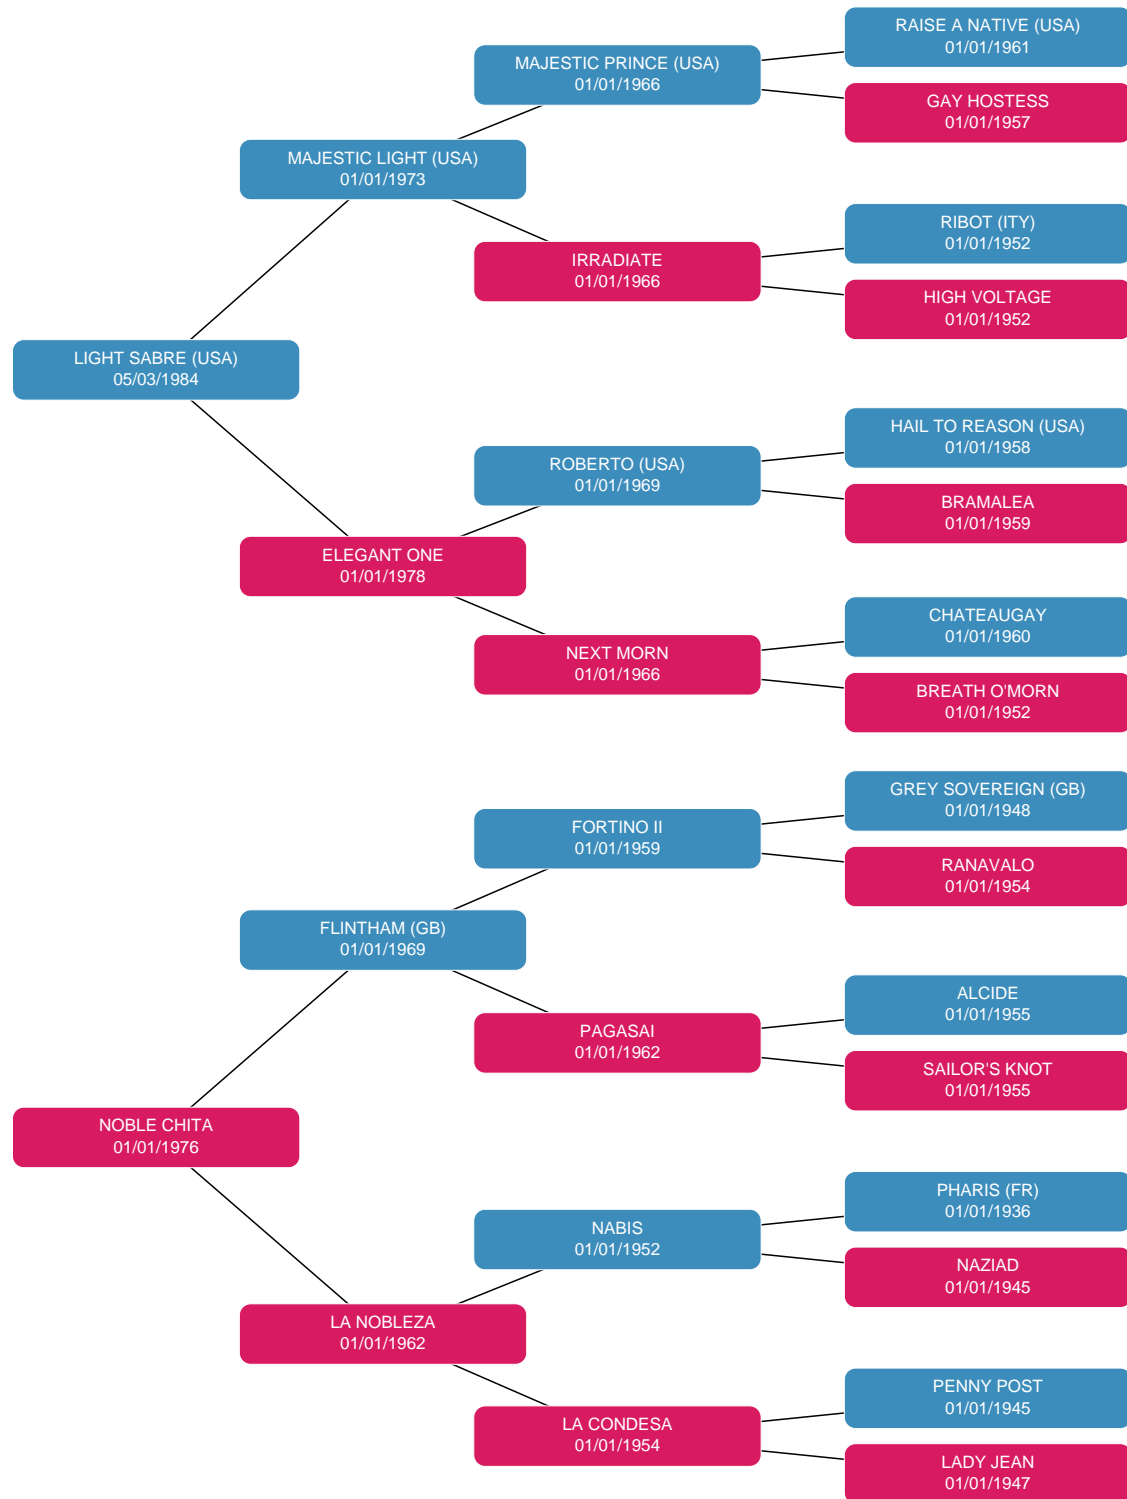 RAISE A NATIVE (USA)
01/01/1961
MAJESTIC PRINCE (USA)
01/01/1966
GAY HOSTESS
01/01/1957
MAJESTIC LIGHT (USA)
01/01/1973
RIBOT (ITY)
01/01/1952
IRRADIATE
01/01/1966
HIGH VOLTAGE
01/01/1952
LIGHT SABRE (USA)
05/03/1984
HAIL TO REASON (USA)
01/01/1958
ROBERTO (USA)
01/01/1969
BRAMALEA
01/01/1959
ELEGANT ONE
01/01/1978
CHATEAUGAY
01/01/1960
NEXT MORN
01/01/1966
BREATH O'MORN
01/01/1952
GREY SOVEREIGN (GB)
01/01/1948
FORTINO II
01/01/1959
RANAVALO
01/01/1954
FLINTHAM (GB)
01/01/1969
ALCIDE
01/01/1955
PAGASAI
01/01/1962
SAILOR'S KNOT
01/01/1955
NOBLE CHITA
01/01/1976
PHARIS (FR)
01/01/1936
NABIS
01/01/1952
NAZIAD
01/01/1945
LA NOBLEZA
01/01/1962
PENNY POST
01/01/1945
LA CONDESA
01/01/1954
LADY JEAN
01/01/1947